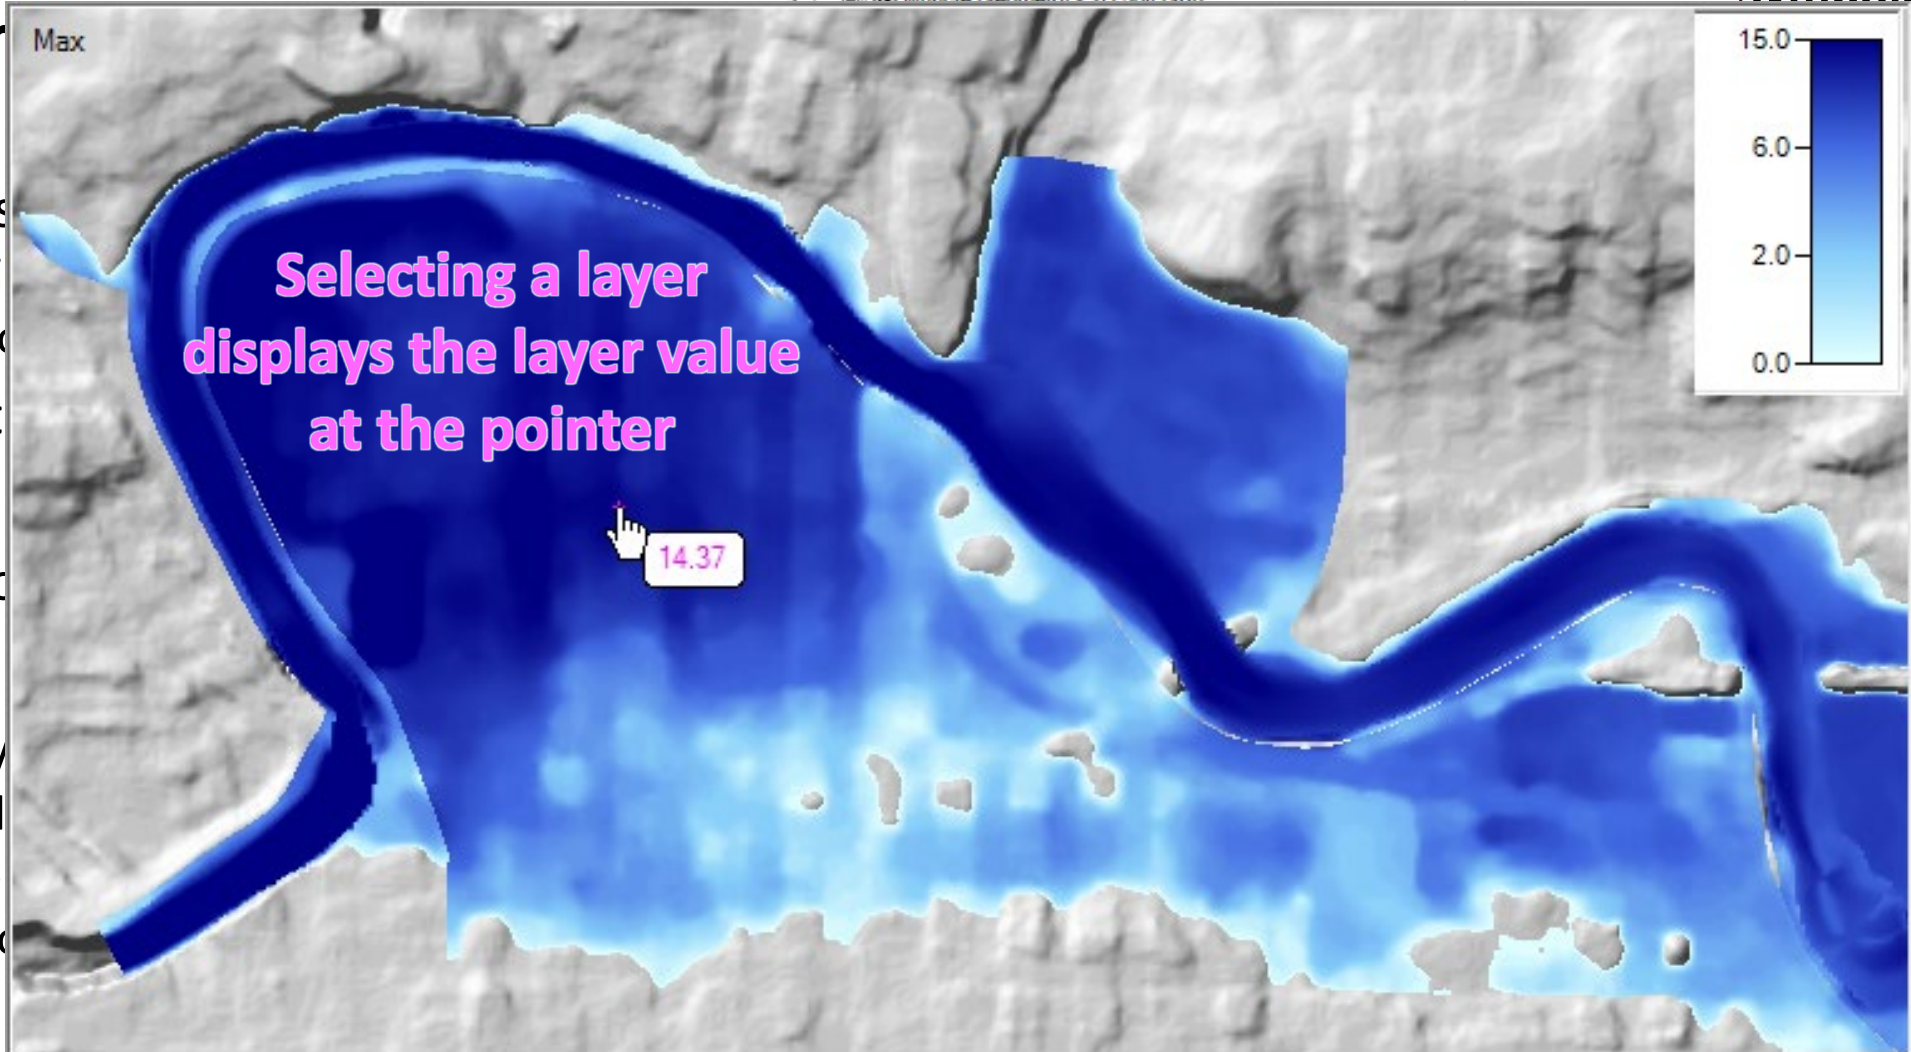 Max
15.0
6.0
2.0
0.0
Selecting a layer
displays the layer value
at the pointer
14.37